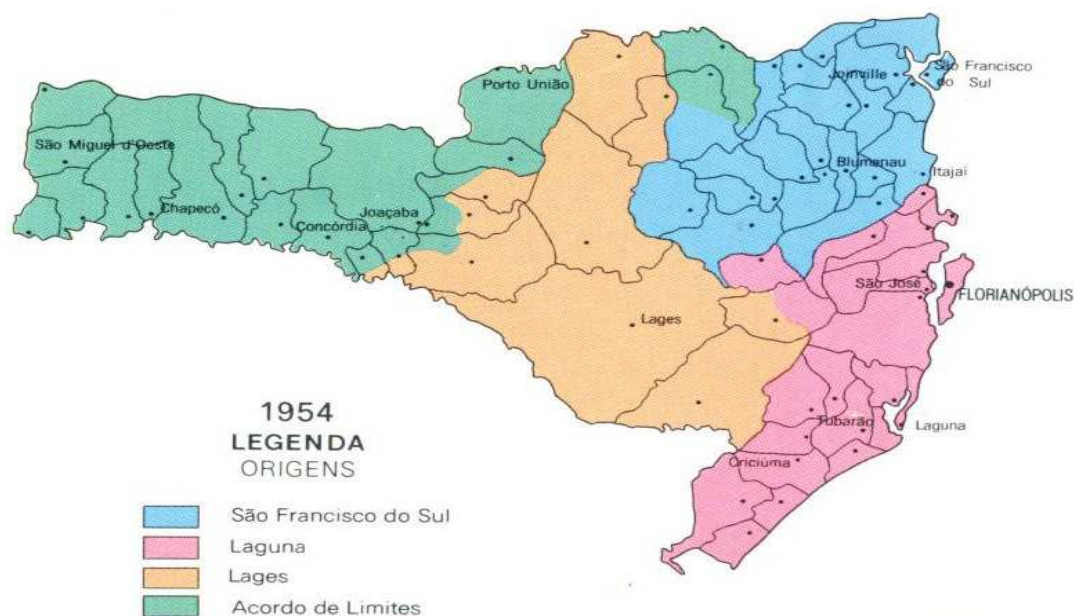 Joinville
São Francisco
do Sul
Porto União
São Miguel d'Oeste
Blumenau
Itajaí
Chapecó
Joaçaba
Concórdia
São José
FLORIANÓPOLIS
Lages
Tubarão
Laguna
Criciúma
1954
LEGENDA
ORIGENS
São Francisco do Sul
Laguna
Lages
Acordo de Limites